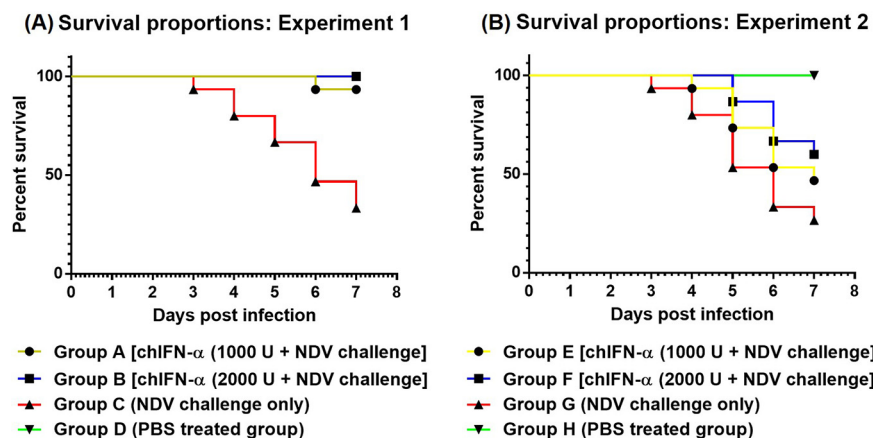 (A) Survival proportions: Experiment 1
Percent survival
100
50
0
0 1 2 3 4 5 6 7 8
Days post infection
Group A [chIFN-α (1000 U + NDV challenge]
Group B [chIFN-α (2000 U + NDV challenge]
Group C (NDV challenge only)
Group D (PBS treated group)
(B) Survival proportions: Experiment 2
Percent survival
100
50
0
0 1 2 3 4 5 6 7 8
Days post infection
Group E [chIFN-α (1000 U + NDV challenge]
Group F [chIFN-α (2000 U + NDV challenge]
Group G (NDV challenge only)
Group H (PBS treated group)